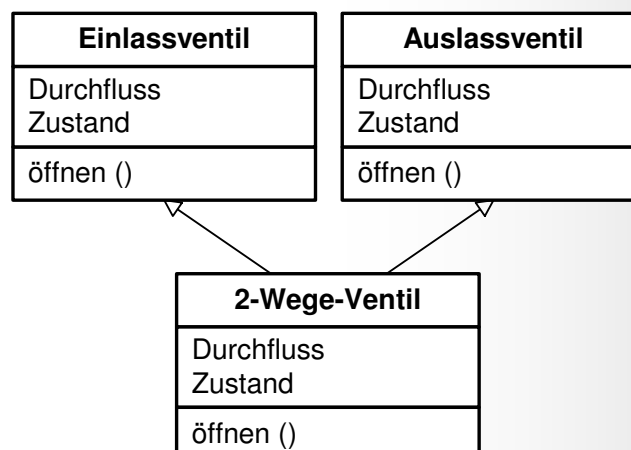 Einlassventil
Durchfluss
Zustand
öffnen ()
Auslassventil
Durchfluss
Zustand
öffnen ()
2-Wege-Ventil
Durchfluss
Zustand
öffnen ()